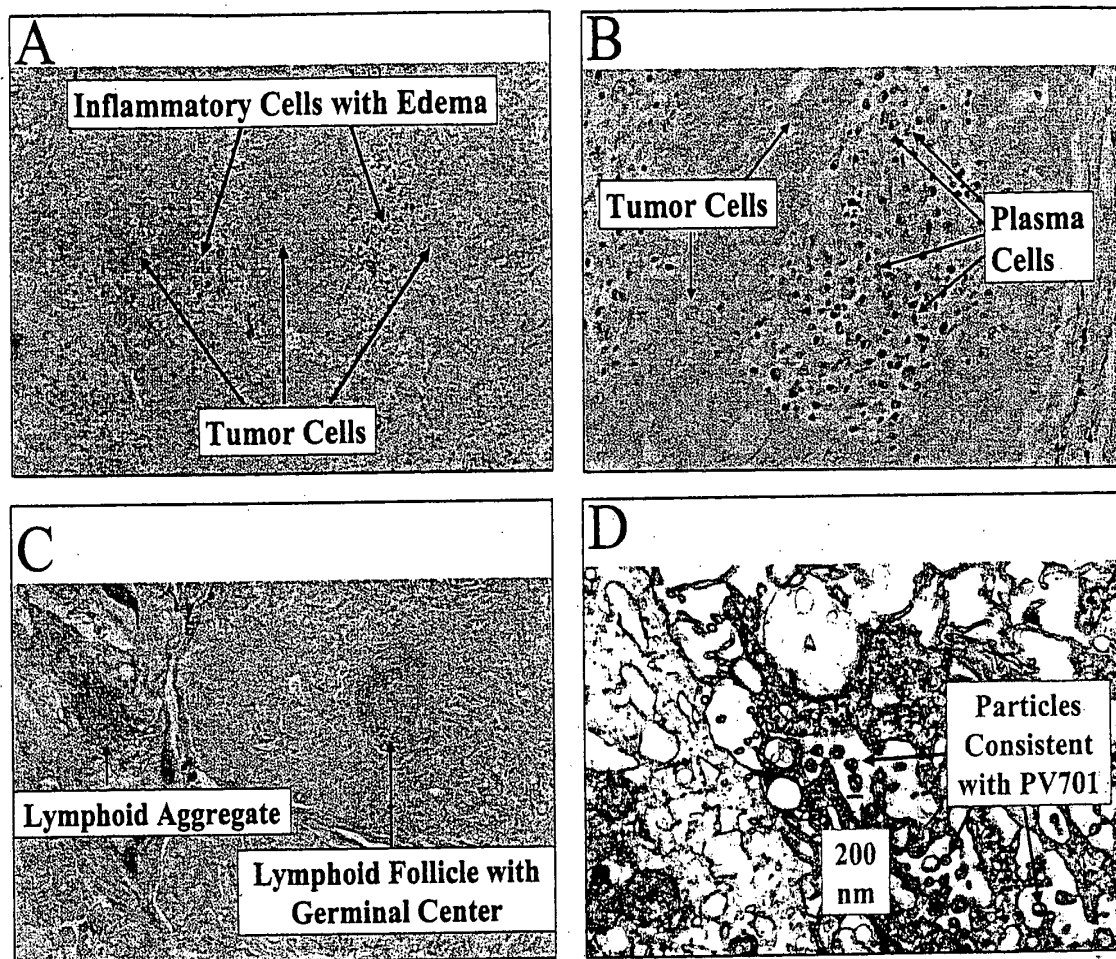 A
Inflammatory Cells with Edema
Tumor Cells
B
Tumor Cells
Plasma
Cells
C
Lymphoid Aggregate
Lymphoid Follicle with
Germinal Center
D
Particles
Consistent
with PV701
200
nm